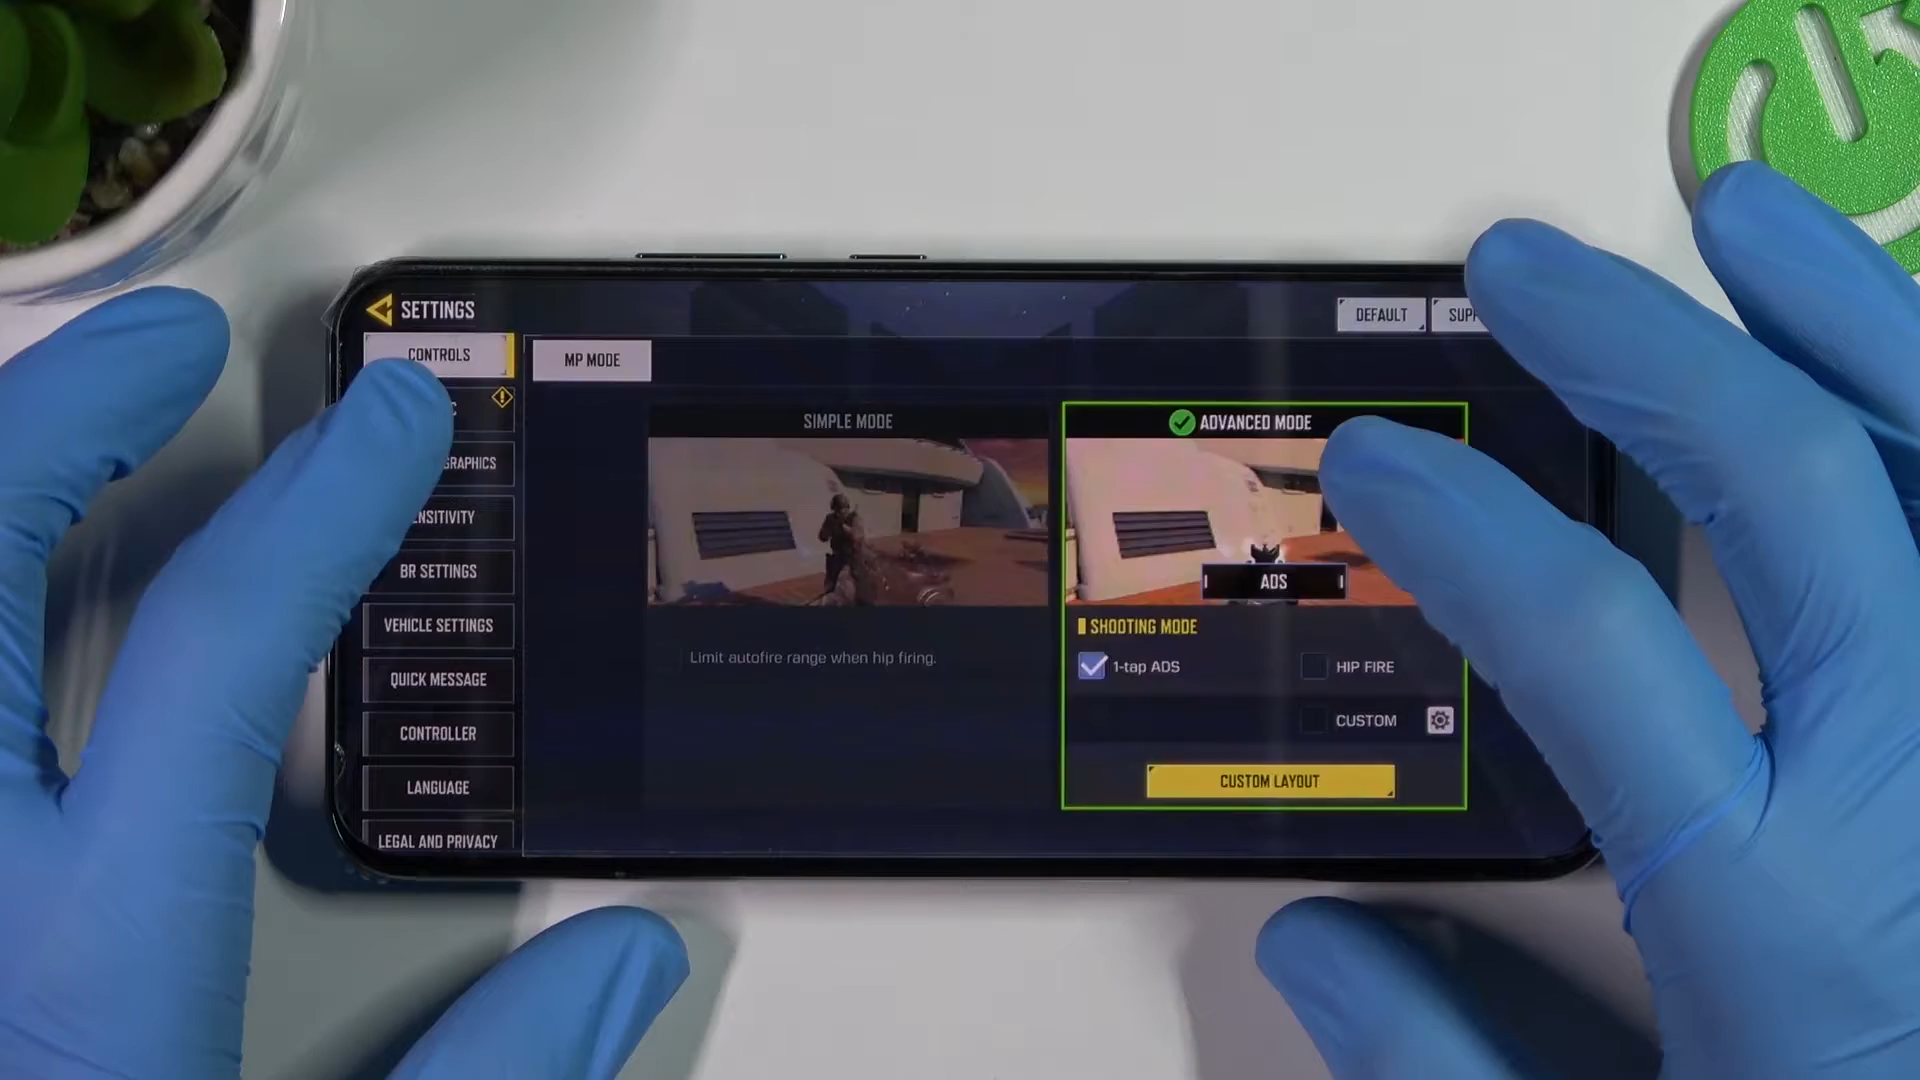 SETTINGS
DEFAULT
CONTROLS
MP MODE
SIMPLE MODE
ADVANCED MODE
BR SETTINGS
VEHICLE SETTINGS
QUICK MESSAGE
CONTROLLER
LANGUAGE
LEGAL AND PRIVACY
Limit autofire range when hip firing.
ADS
SHOOTING MODE
1-tap ADS
HIP FIRE
CUSTOM
CUSTOM LAYOUT